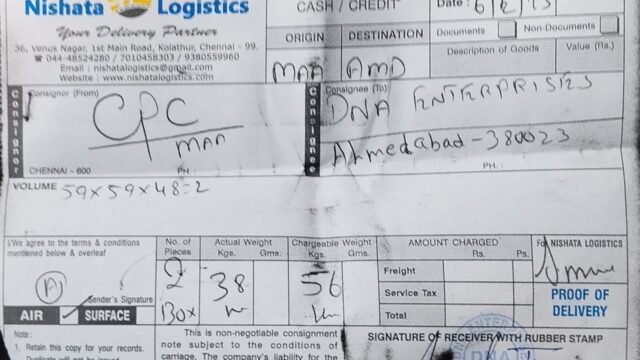 Nishata Logistics
Your Delivery Partner
36, Venus Nagar, 1st Main Road, Kolathur, Chennai - 99.
☎ 044-48524280 / 7010458303 / 9380559960
Email : nishatalogistics@gmail.com
Website : www.nishatalogistics.com
CASH / CREDIT
Date :
ORIGIN DESTINATION
MAA AMD
Documents Non-Documents
Description of Goods Value (Rs.)
Consignor
Consignor (From)
CPC
MAA
CHENNAI - 600
Consignee
Consignee (To)
DNA ENTERPRISES
Ahmedabad - 380023
PH :
VOLUME 59x59x48=2
I/We agree to the terms & conditions
mentioned below & overleaf
Sender's Signature
AIR ✓ SURFACE
No. of
Pieces
2
Box
Actual Weight
Kgs. Gms.
38
Chargeable Weight
Kgs. Gms.
56
AMOUNT CHARGED
Rs. Ps.
Freight
Service Tax
Total
For NISHATA LOGISTICS
PROOF OF
DELIVERY
Note :
1. Retain this copy for your records.
This is non-negotiable consignment
note subject to the conditions of
carriage. The company's liability for the
SIGNATURE OF RECEIVER WITH RUBBER STAMP